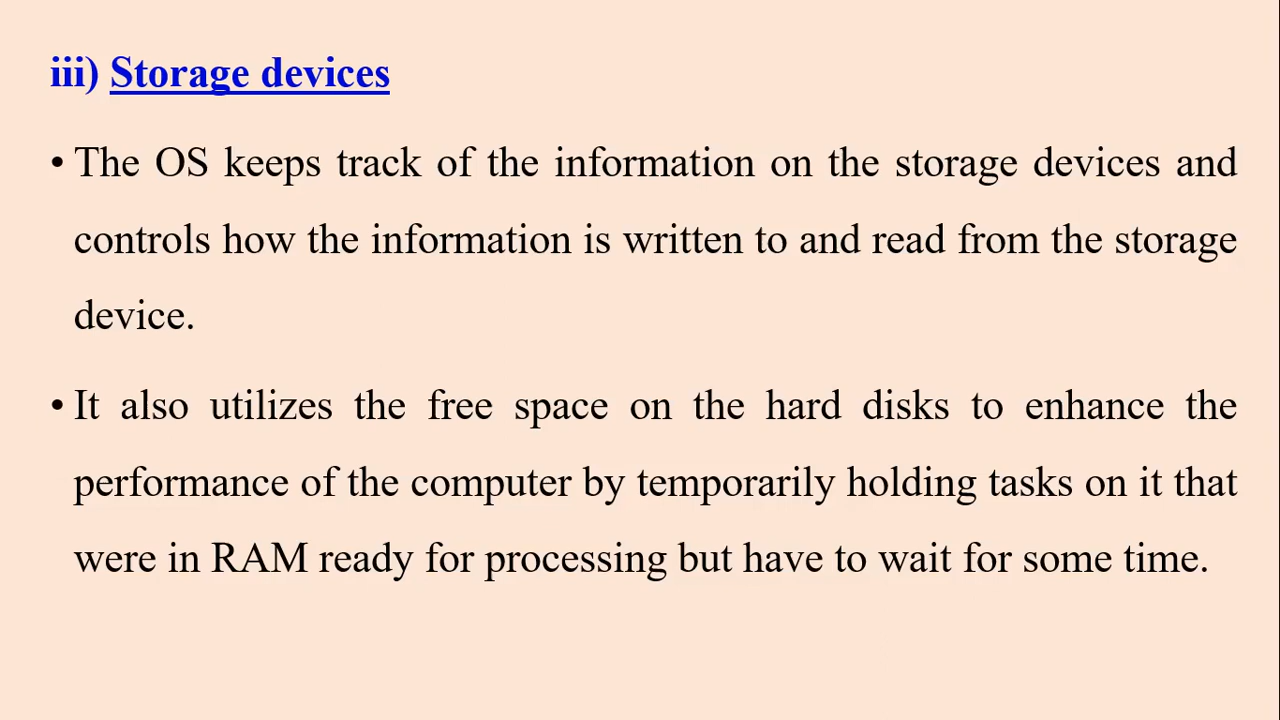 iii) Storage devices
• The OS keeps track of the information on the storage devices and
controls how the information is written to and read from the storage
device.
• It also utilizes the free space on the hard disks to enhance the
performance of the computer by temporarily holding tasks on it that
were in RAM ready for processing but have to wait for some time.